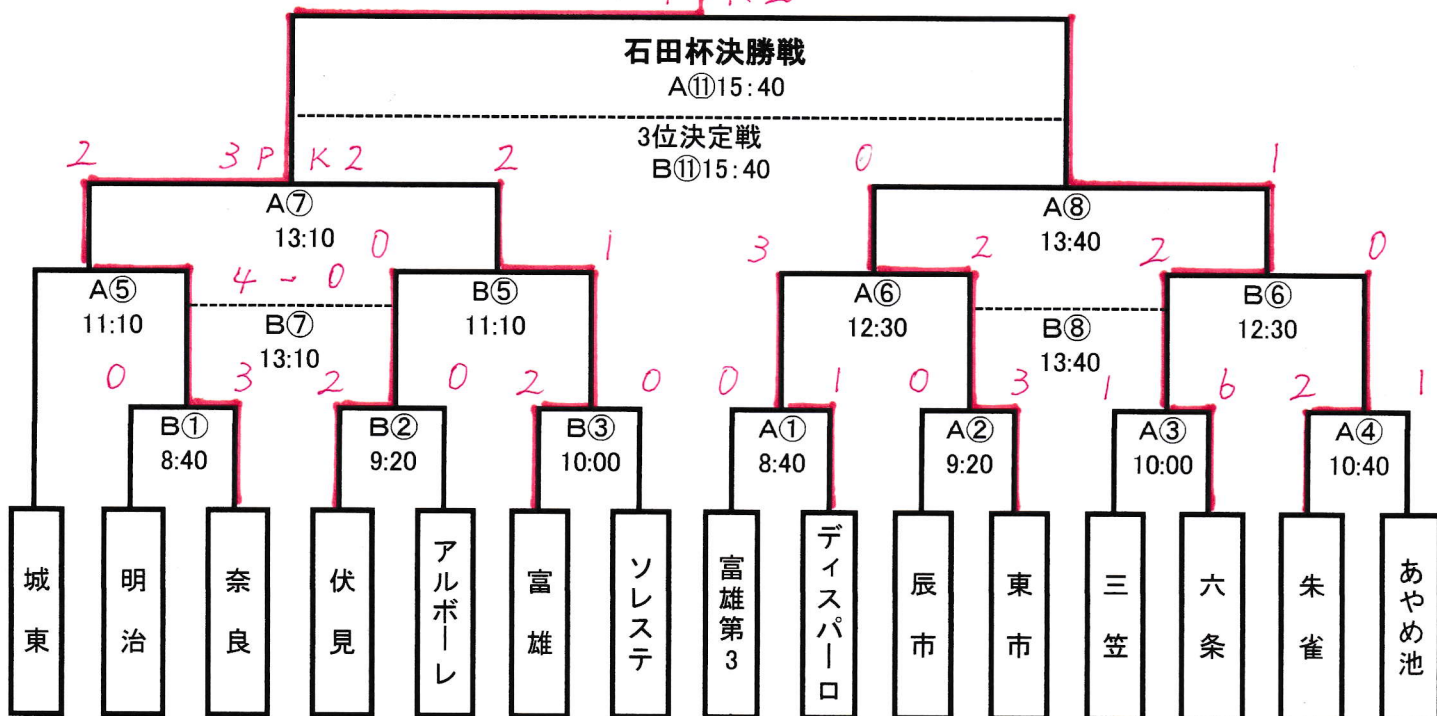 石田杯決勝戦
A⑪15:40
3位決定戦
B⑪15:40
2 3 P K 2 2 0 1
A⑦ A⑧
13:10 13:40
0 1 3 2 2 0
4 - 0
A⑤ B⑤ A⑥ B⑥
11:10 11:10 12:30 12:30
B⑦ B⑧
13:10 13:40
0 3 2 0 2 0 0 1 0 3 1 6 2 1
B① B② B③ A① A② A③ A④
8:40 9:20 10:00 8:40 9:20 10:00 10:40
城東
明治
奈良
伏見
アルボーレ
富雄
ソレステ
富雄第3
ディスパーロ
辰市
東市
三笠
六条
朱雀
あやめ池